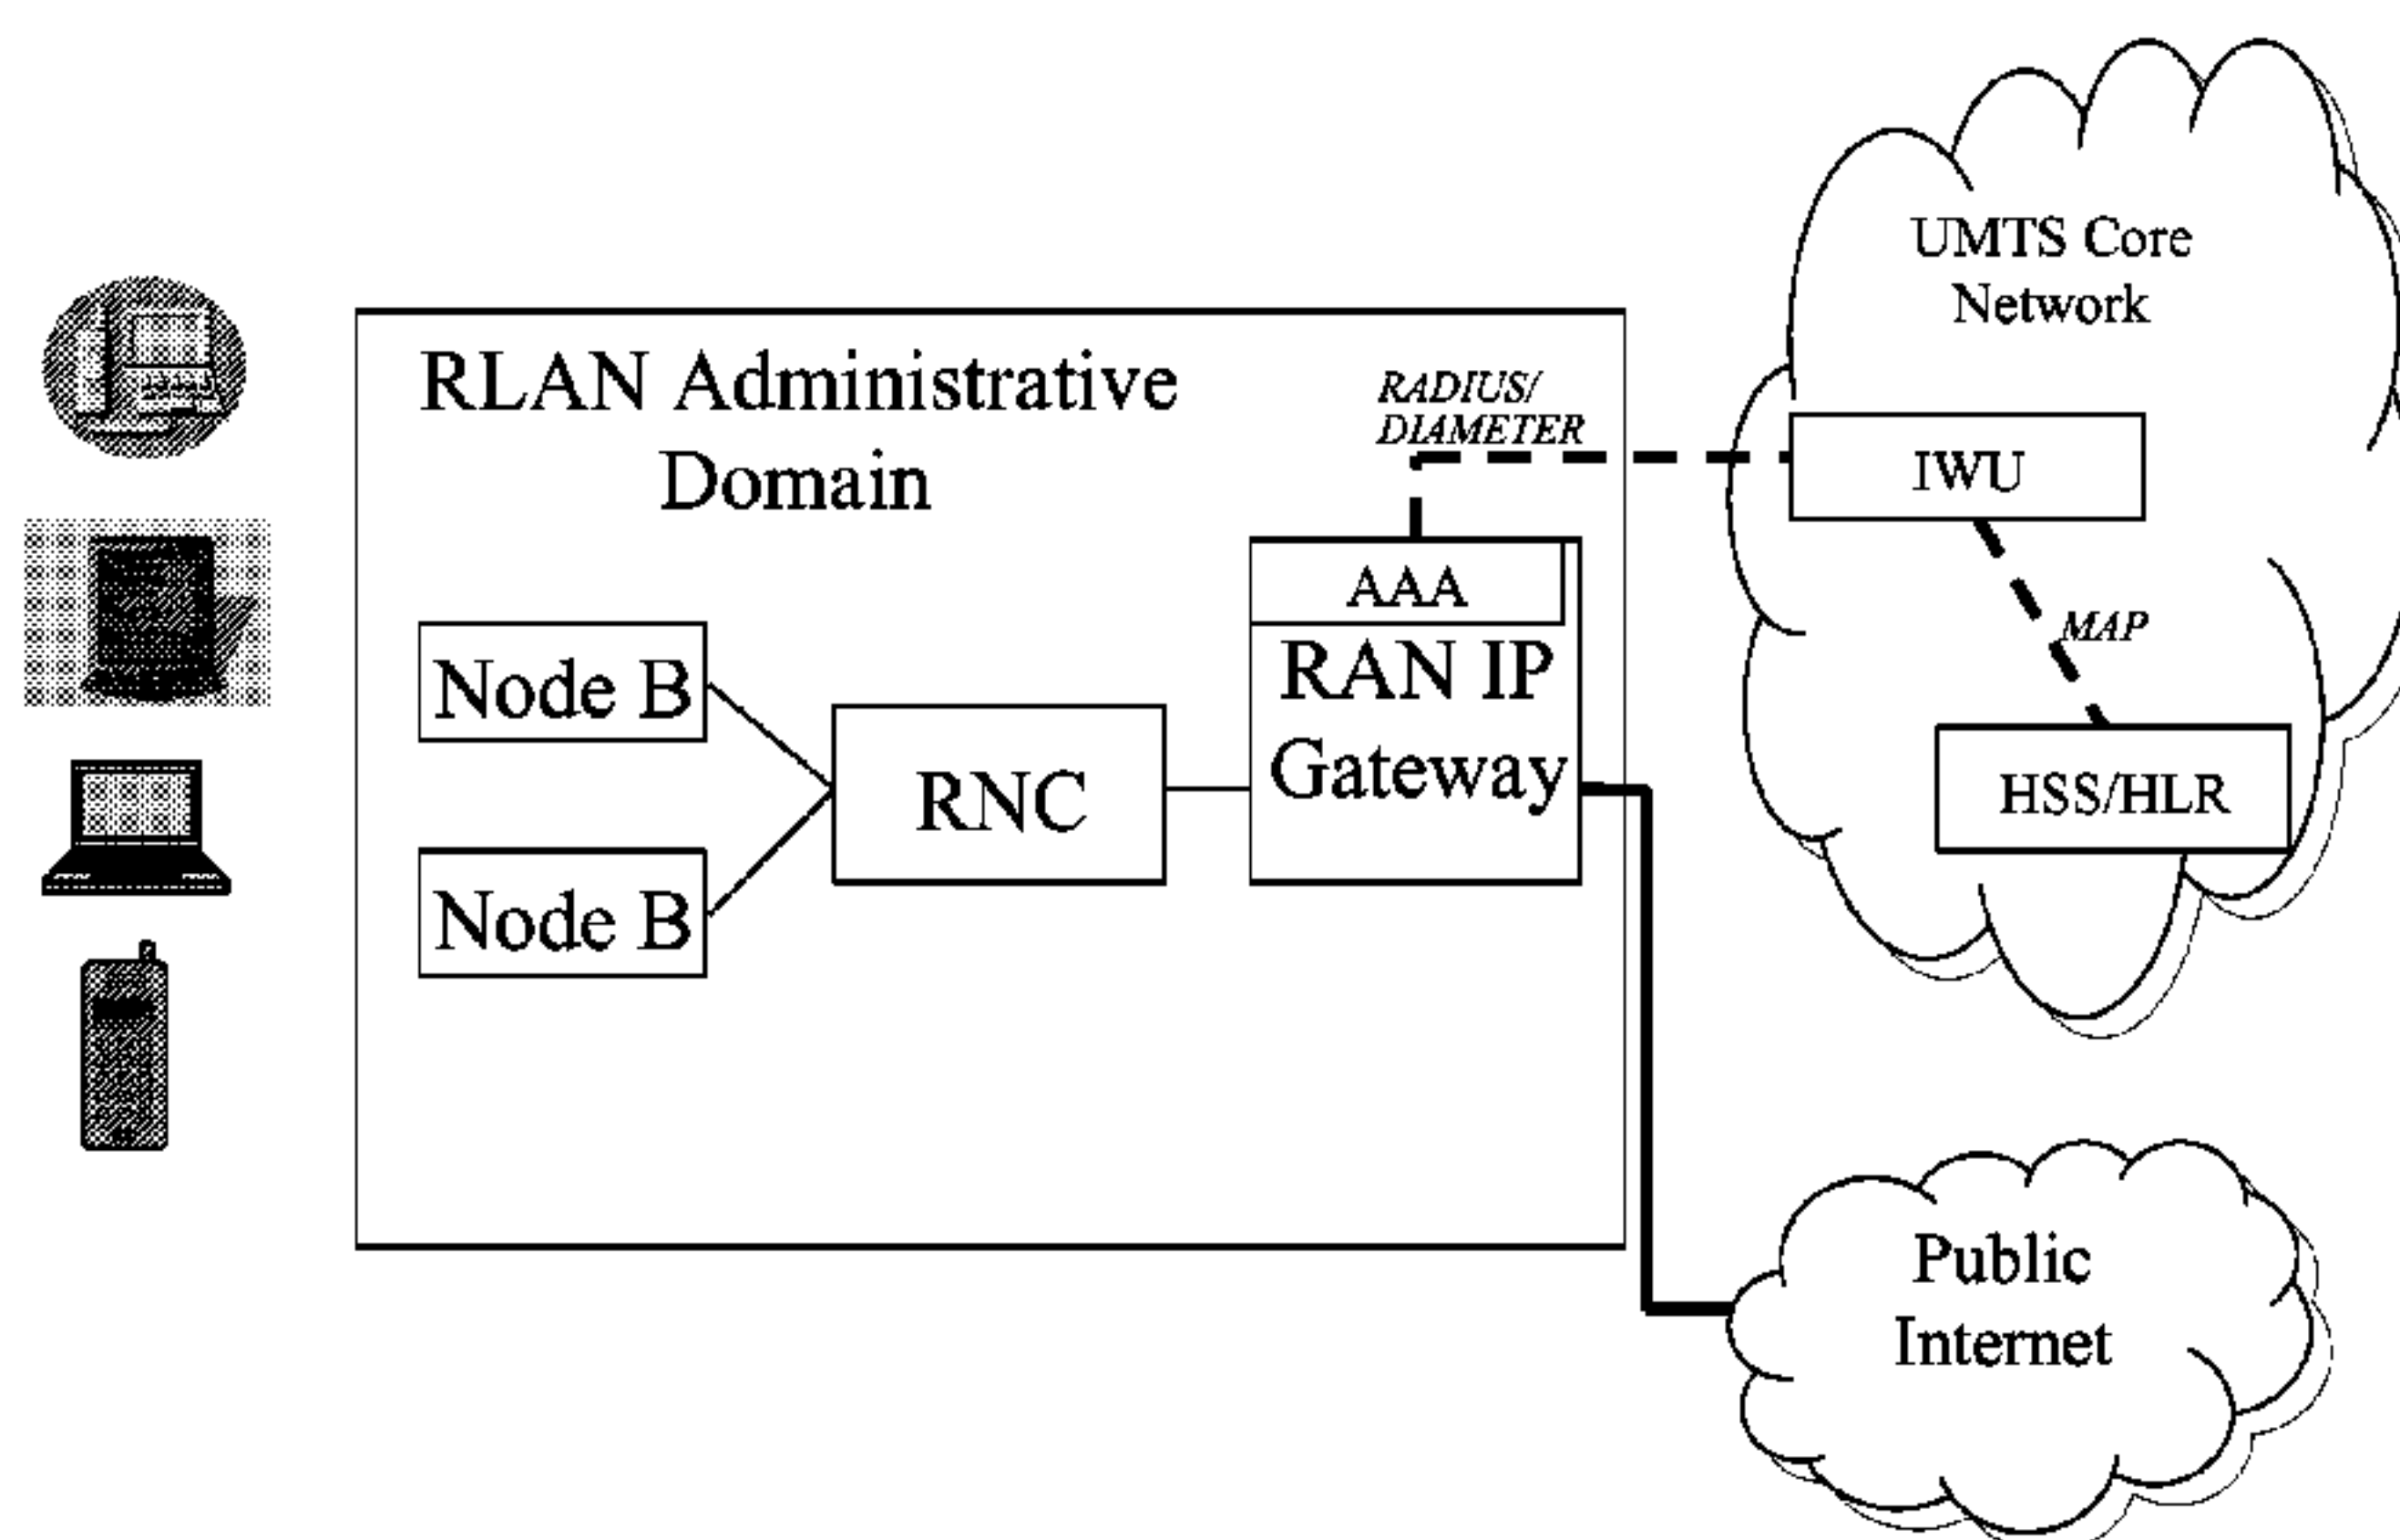 UMTS Core
Network
RLAN Administrative
Domain
RADIUS/
DIAMETER
IWU
AAA
RAN IP
Gateway
MAP
Node B
RNC
HSS/HLR
Node B
Public
Internet